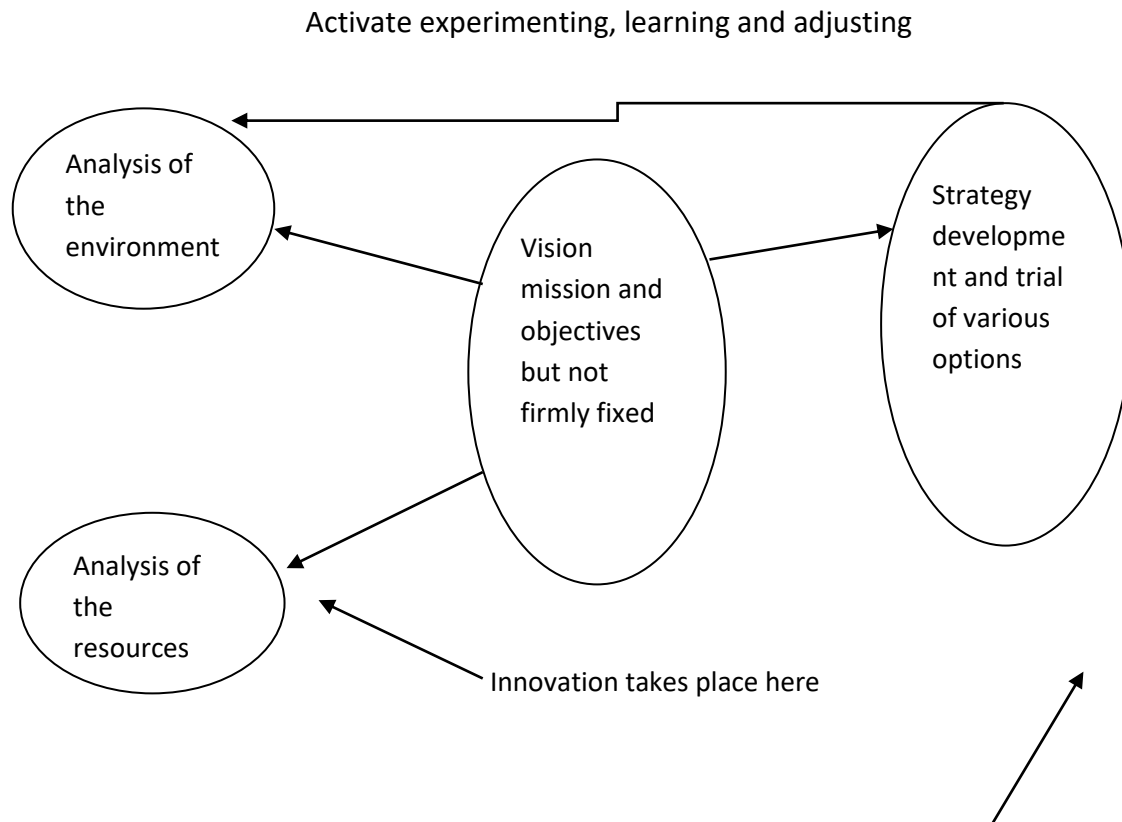 Activate experimenting, learning and adjusting
Analysis of
the
environment
Vision
mission and
objectives
but not
firmly fixed
Strategy
developme
nt and trial
of various
options
Analysis of
the
resources
Innovation takes place here